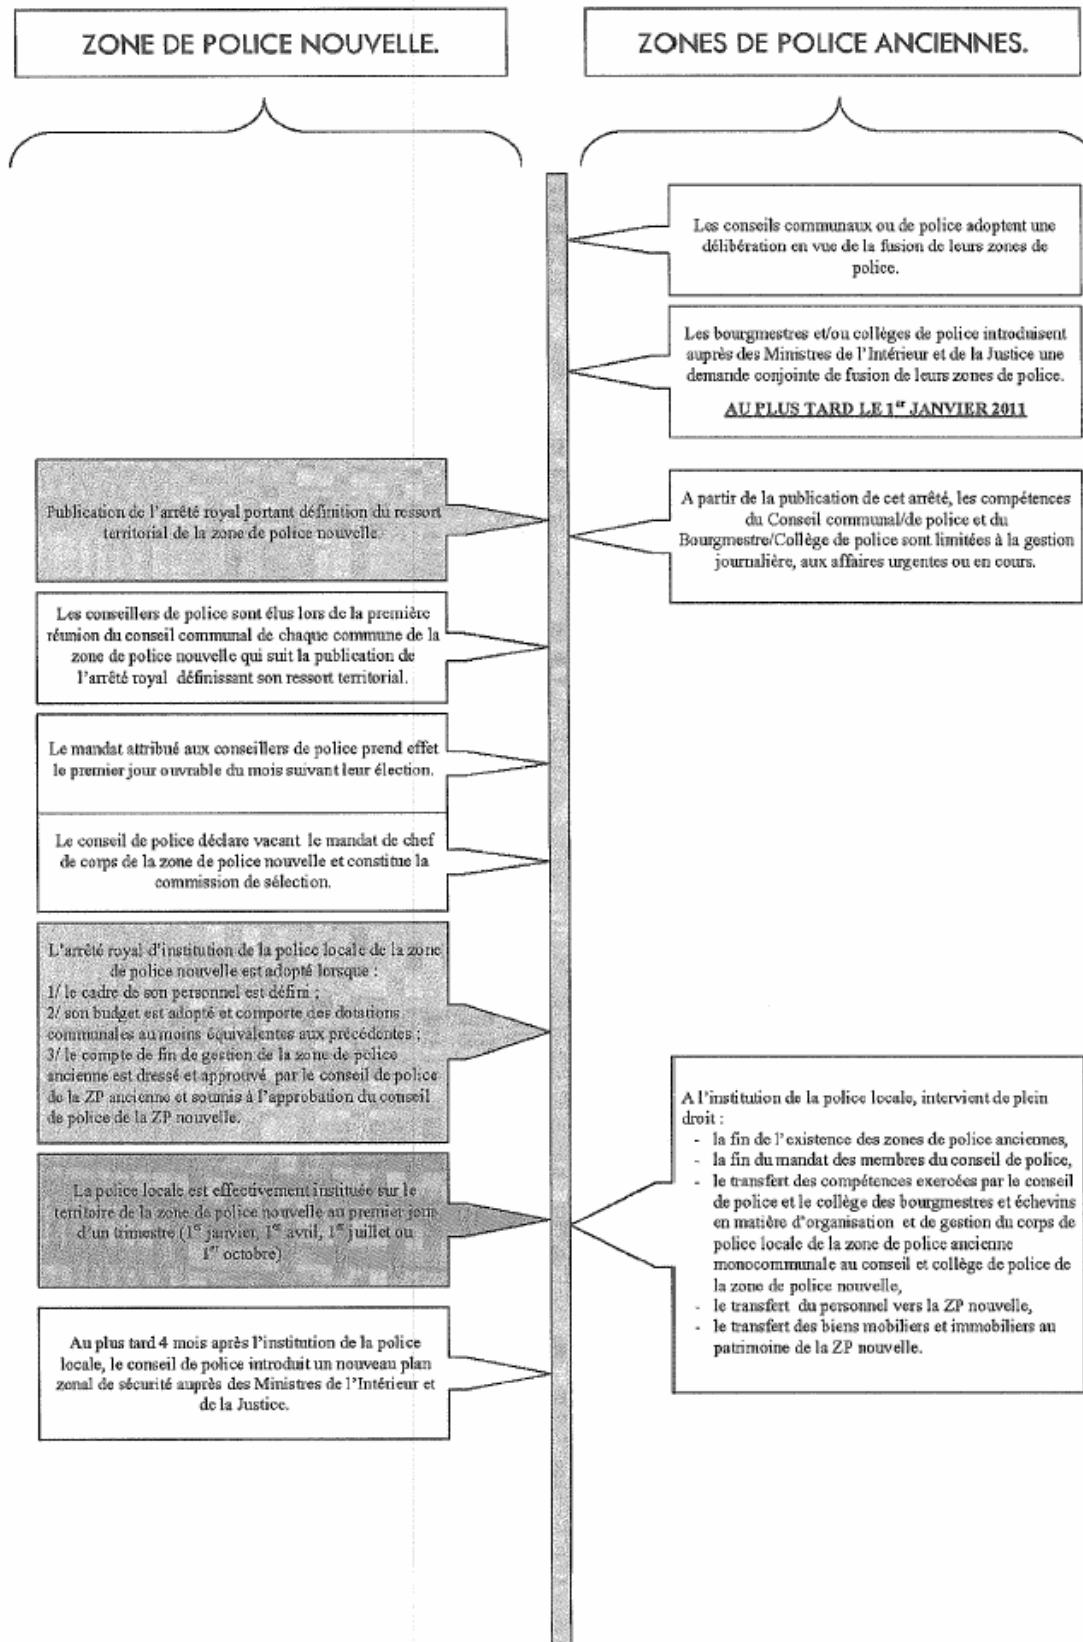 ZONE DE POLICE NOUVELLE.
ZONES DE POLICE ANCIENNES.
Les conseils communaux ou de police adoptent une
délibération en vue de la fusion de leurs zones de
police.
Les bourgmestres et/ou collèges de police introduisent
auprès des Ministres de l'Intérieur et de la Justice une
demande conjointe de fusion de leurs zones de police.
AU PLUS TARD LE 1er JANVIER 2011
Publication de l'arrêté royal portant définition du ressort
territorial de la zone de police nouvelle.
A partir de la publication de cet arrêté, les compétences
du Conseil communal/de police et du
Bourgmestre/Collège de police sont limitées à la gestion
journalière, aux affaires urgentes ou en cours.
Les conseillers de police sont élus lors de la première
réunion du conseil communal de chaque commune de la
zone de police nouvelle qui suit la publication de
l'arrêté royal définissant son ressort territorial.
Le mandat attribué aux conseillers de police prend effet
le premier jour ouvrable du mois suivant leur élection.
Le conseil de police déclare vacant le mandat de chef
de corps de la zone de police nouvelle et constitue la
commission de sélection.
L'arrêté royal d'institution de la police locale de la zone
de police nouvelle est adopté lorsque :
1/ le cadre de son personnel est défini ;
2/ son budget est adopté et comporte des dotations
communales au moins équivalentes aux précédentes ;
3/ le compte de fin de gestion de la zone de police
ancienne est dressé et approuvé par le conseil de police
de la ZP ancienne et soumis à l'approbation du conseil
de police de la ZP nouvelle.
La police locale est effectivement instituée sur le
territoire de la zone de police nouvelle au premier jour
d'un trimestre (1er janvier, 1er avril, 1er juillet ou
1er octobre)
A l'institution de la police locale, intervient de plein
droit :
- la fin de l'existence des zones de police anciennes,
- la fin du mandat des membres du conseil de police,
- le transfert des compétences exercées par le conseil
de police et le collège des bourgmestres et échevins
en matière d'organisation et de gestion du corps de
police locale de la zone de police ancienne
monocommunale au conseil et collège de police de
la zone de police nouvelle,
- le transfert du personnel vers la ZP nouvelle,
- le transfert des biens mobiliers et immobiliers au
patrimoine de la ZP nouvelle.
Au plus tard 4 mois après l'institution de la police
locale, le conseil de police introduit un nouveau plan
zonal de sécurité auprès des Ministres de l'Intérieur et
de la Justice.